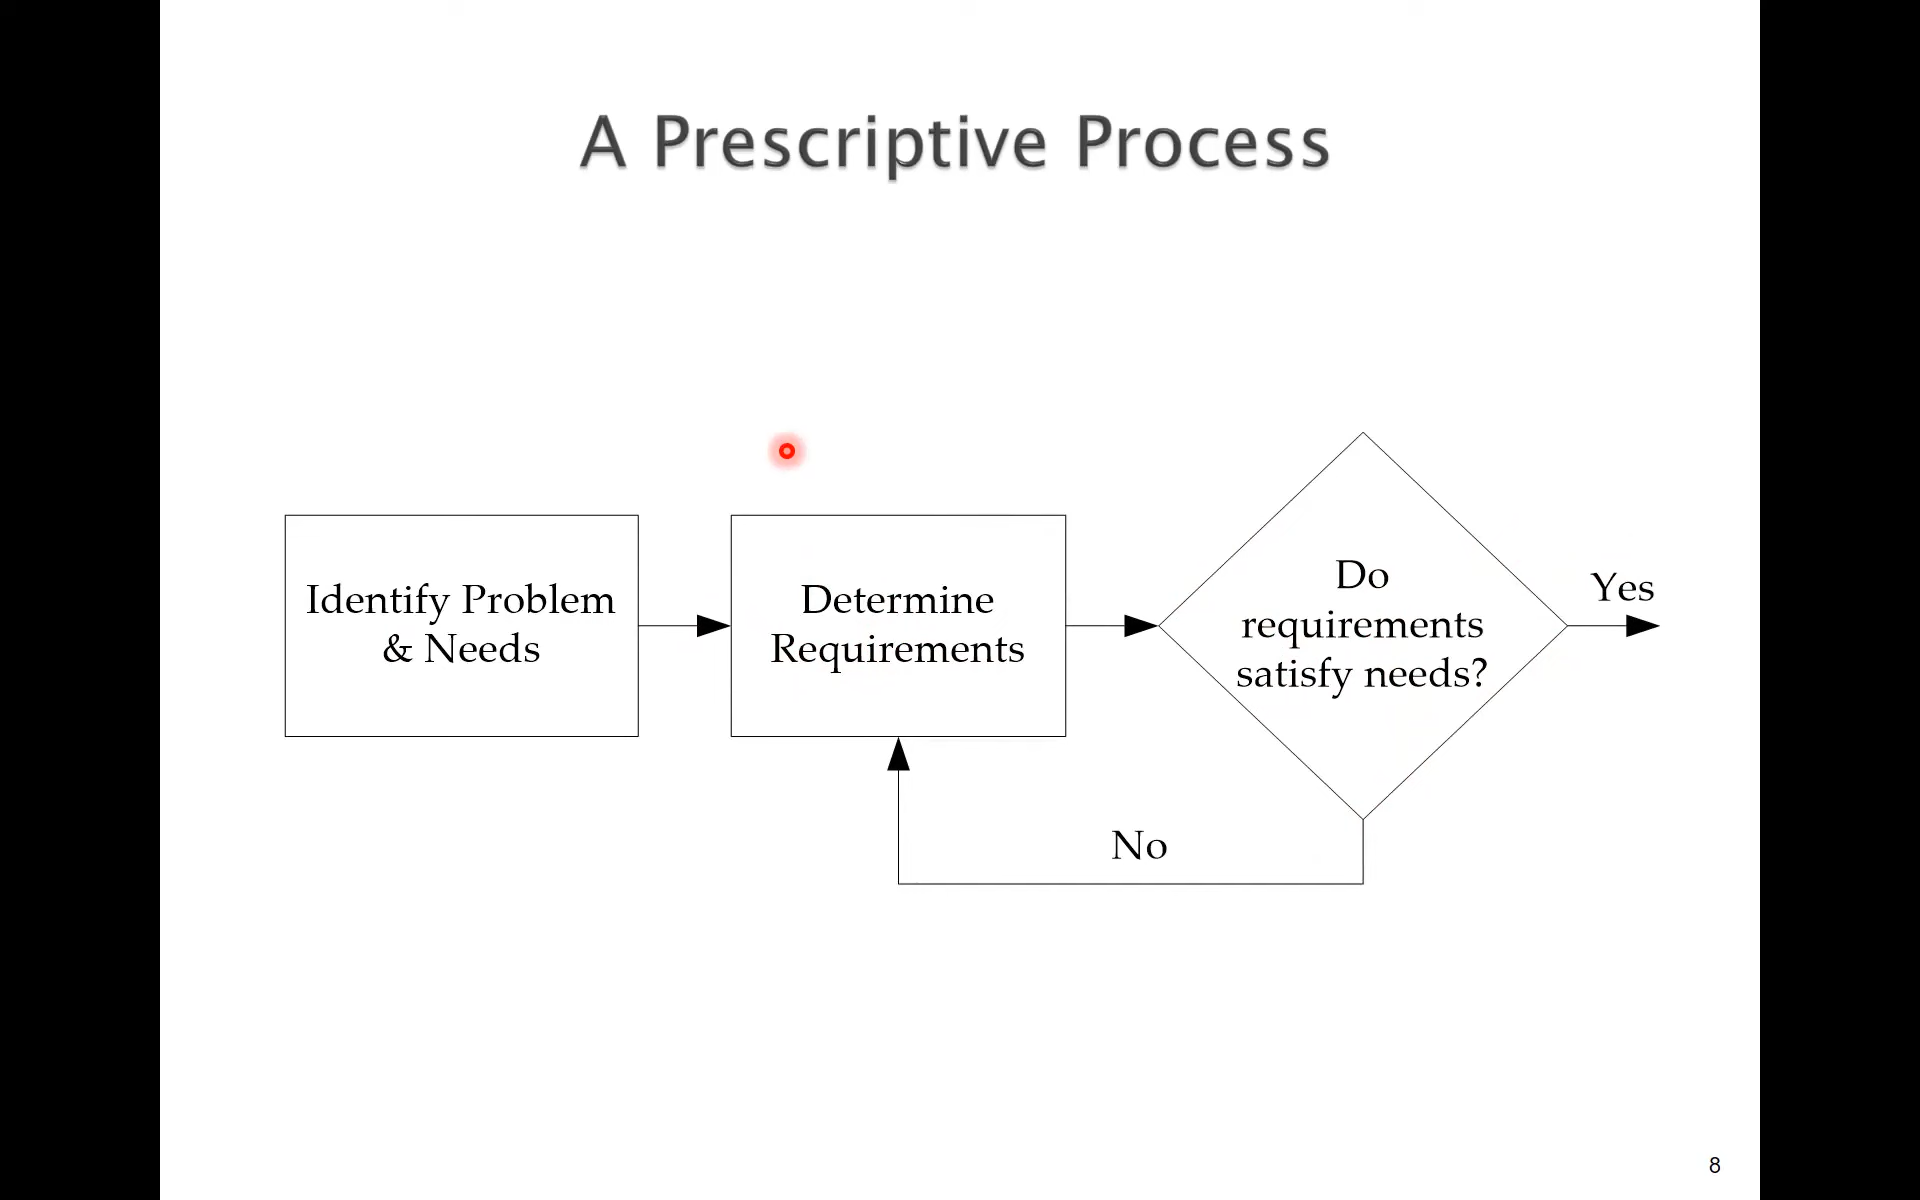 A Prescriptive Process
Identify Problem
& Needs
Determine
Requirements
Do
requirements
satisfy needs?
Yes
No
8